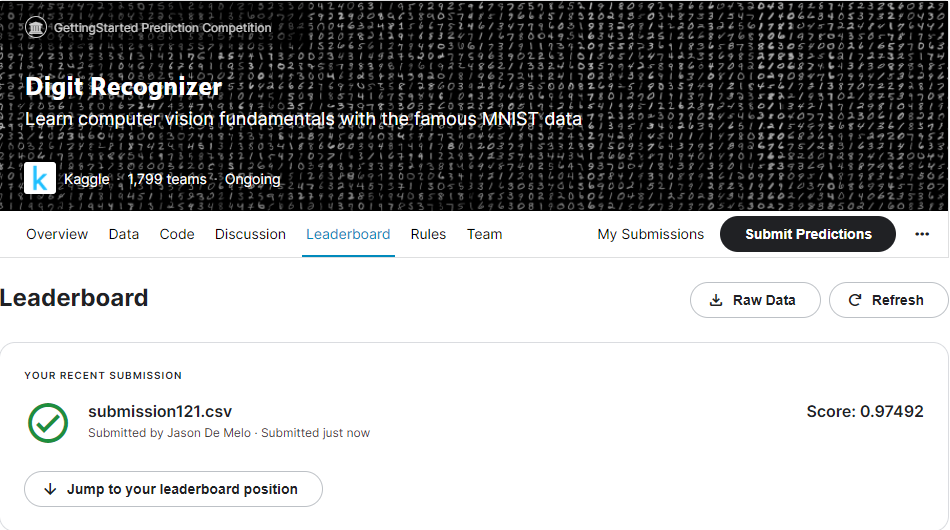 GettingStarted Prediction Competition
Digit Recognizer
Learn computer vision fundamentals with the famous MNIST data
k Kaggle · 1,799 teams · Ongoing
Overview Data Code Discussion Leaderboard Rules Team My Submissions Submit Predictions
Leaderboard
Raw Data Refresh
YOUR RECENT SUBMISSION
submission121.csv Score: 0.97492
Submitted by Jason De Melo · Submitted just now
Jump to your leaderboard position